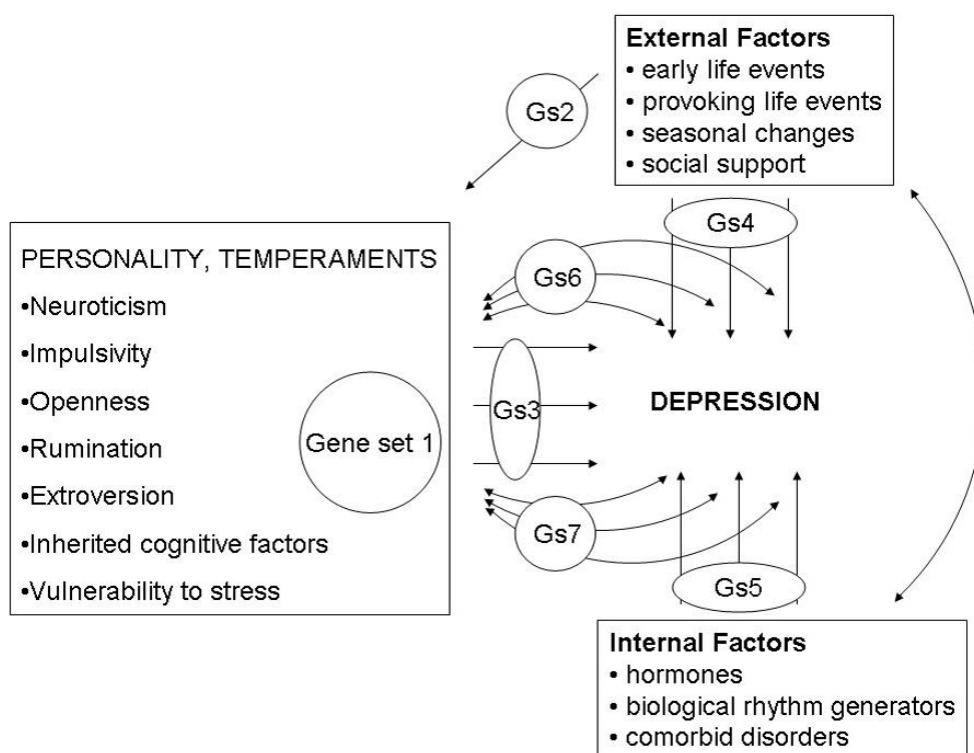 External Factors
• early life events
• provoking life events
• seasonal changes
• social support
Gs2
Gs4
PERSONALITY, TEMPERAMENTS
•Neuroticism
•Impulsivity
•Openness
•Rumination
•Extroversion
•Inherited cognitive factors
•Vulnerability to stress
Gene set 1
Gs6
Gs3
DEPRESSION
Gs7
Gs5
Internal Factors
• hormones
• biological rhythm generators
• comorbid disorders